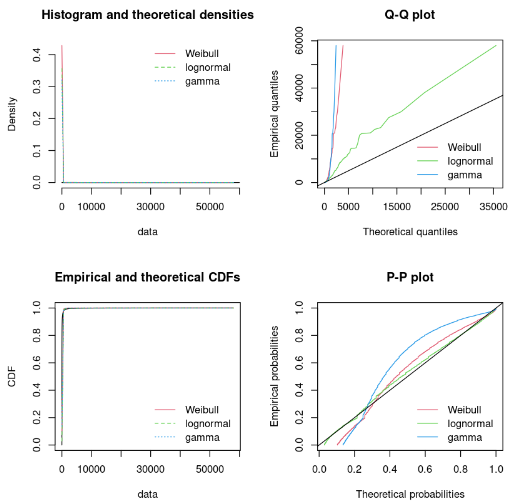 Histogram and theoretical densities
Density
0.0 0.1 0.2 0.3 0.4
0 10000 30000 50000
data
Weibull
lognormal
gamma
Q-Q plot
Empirical quantiles
0 20000 40000 60000
0 5000 15000 25000 35000
Theoretical quantiles
Weibull
lognormal
gamma
Empirical and theoretical CDFs
CDF
0.0 0.2 0.4 0.6 0.8 1.0
0 10000 30000 50000
data
Weibull
lognormal
gamma
P-P plot
Empirical probabilities
0.0 0.2 0.4 0.6 0.8 1.0
0.0 0.2 0.4 0.6 0.8 1.0
Theoretical probabilities
Weibull
lognormal
gamma